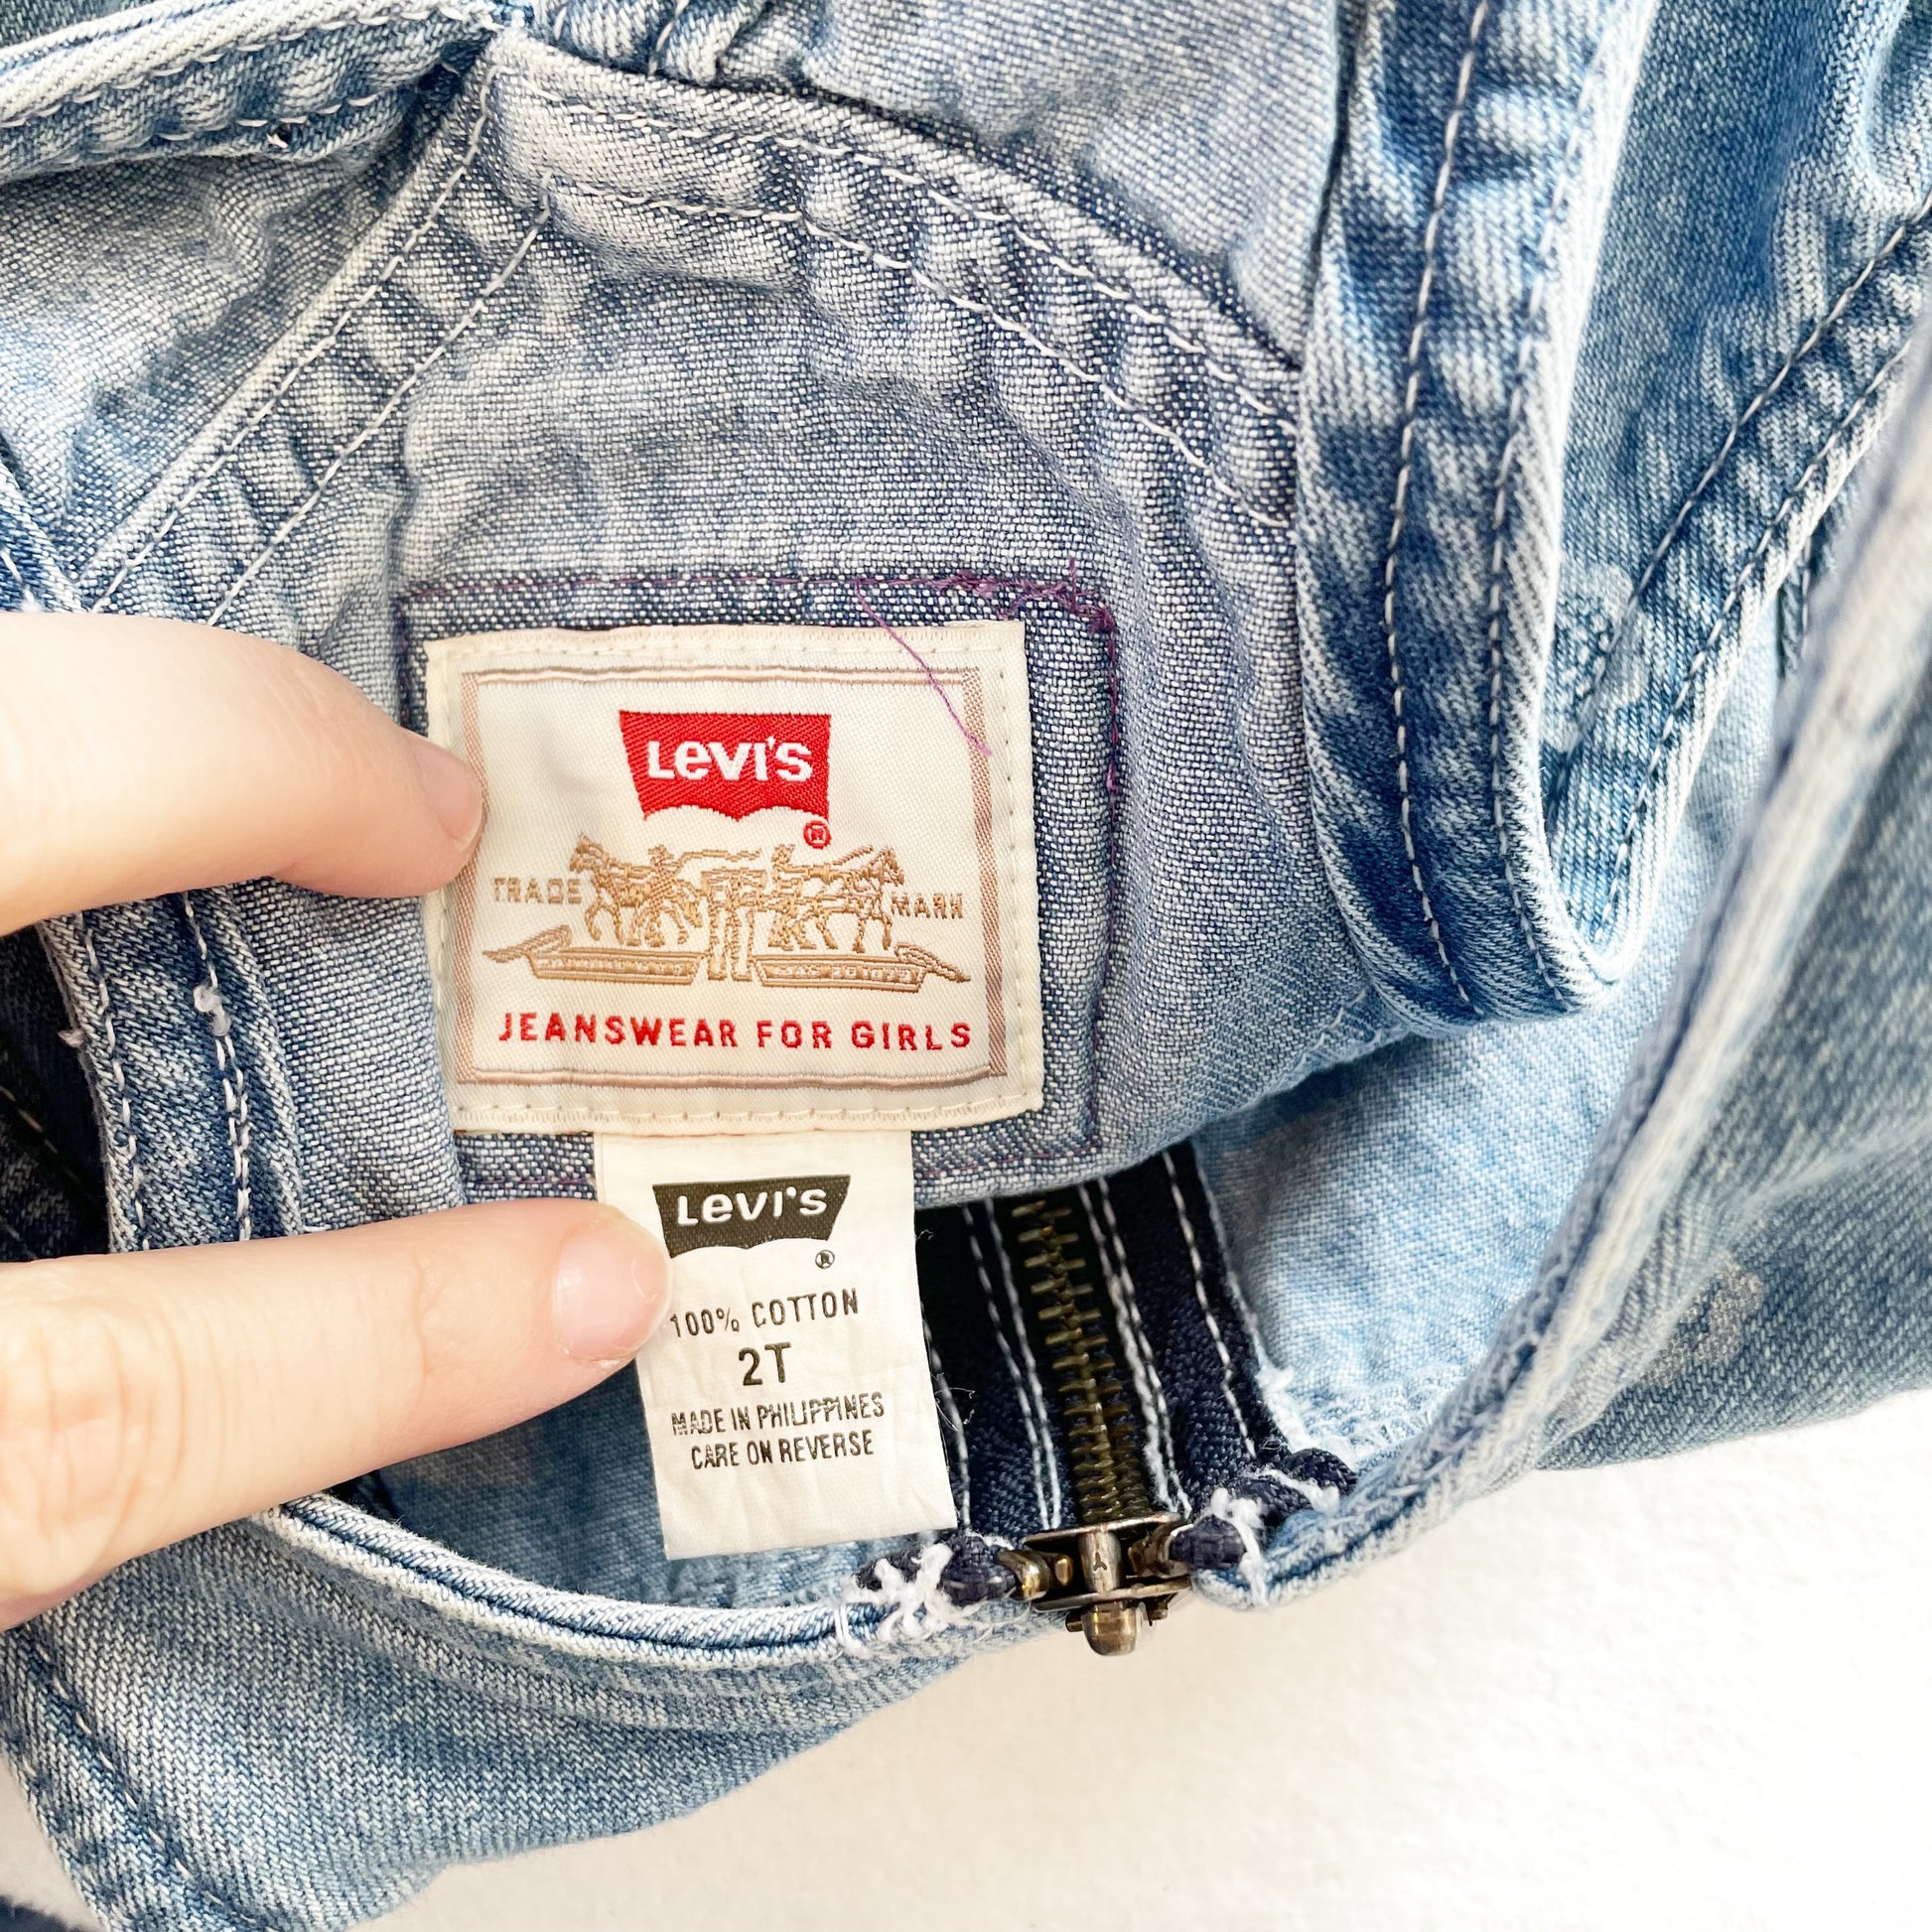 Levi's
®
TRADE MARK
JEANSWEAR FOR GIRLS
Levi's
®
100% COTTON
2T
MADE IN PHILIPPINES
CARE ON REVERSE